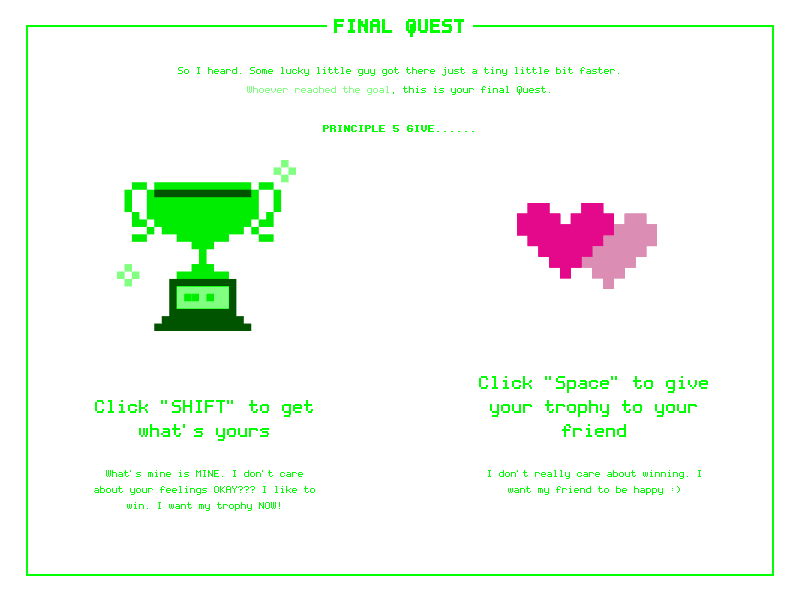 FINAL QUEST
So I heard. Some lucky little guy got there just a tiny little bit faster.
Whoever reached the goal, this is your final Quest.
PRINCIPLE 5 GIVE......
Click "SHIFT" to get
what's yours
What's mine is MINE. I don't care
about your feelings OKAY??? I like to
win. I want my trophy NOW!
Click "Space" to give
your trophy to your
friend
I don't really care about winning. I
want my friend to be happy :)